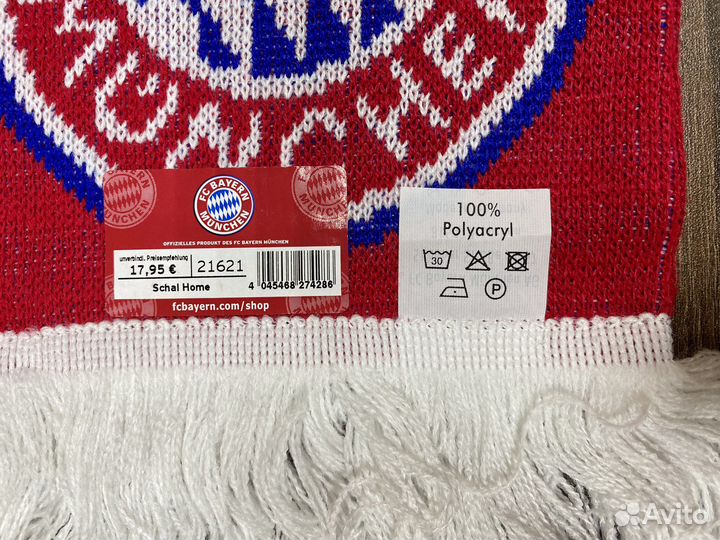 MÜNCHEN
FC BAYERN
MÜNCHEN
OFFIZIELLES PRODUKT DES FC BAYERN MÜNCHEN
unverbindl. Preisempfehlung
17,95 € 21621
Schal Home 4 045468 274286
fcbayern.com/shop
100%
Polyacryl
30
P
Avito